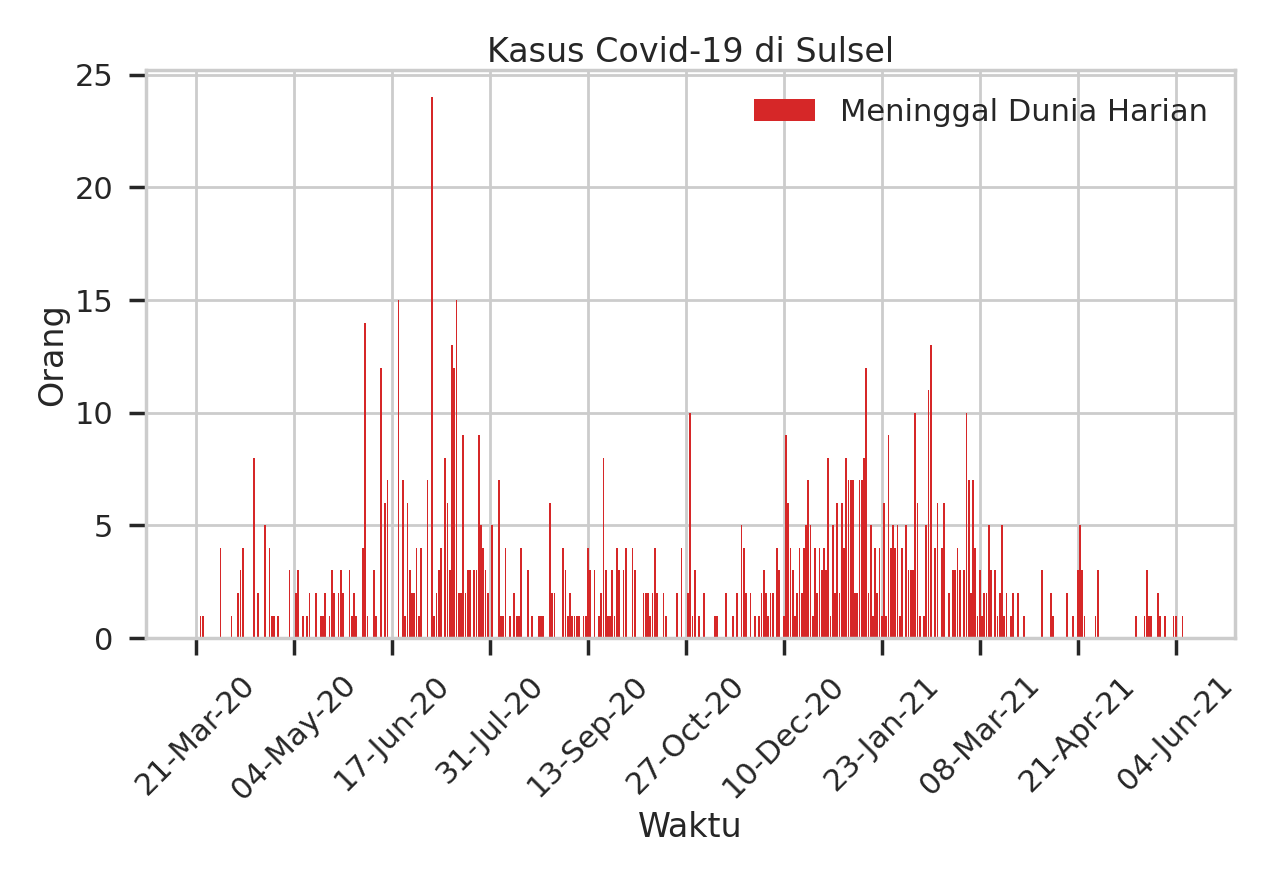 Kasus Covid-19 di Sulsel
Meninggal Dunia Harian
Orang
25
20
15
10
5
0
21-Mar-20
04-May-20
17-Jun-20
31-Jul-20
13-Sep-20
27-Oct-20
10-Dec-20
23-Jan-21
08-Mar-21
21-Apr-21
04-Jun-21
Waktu